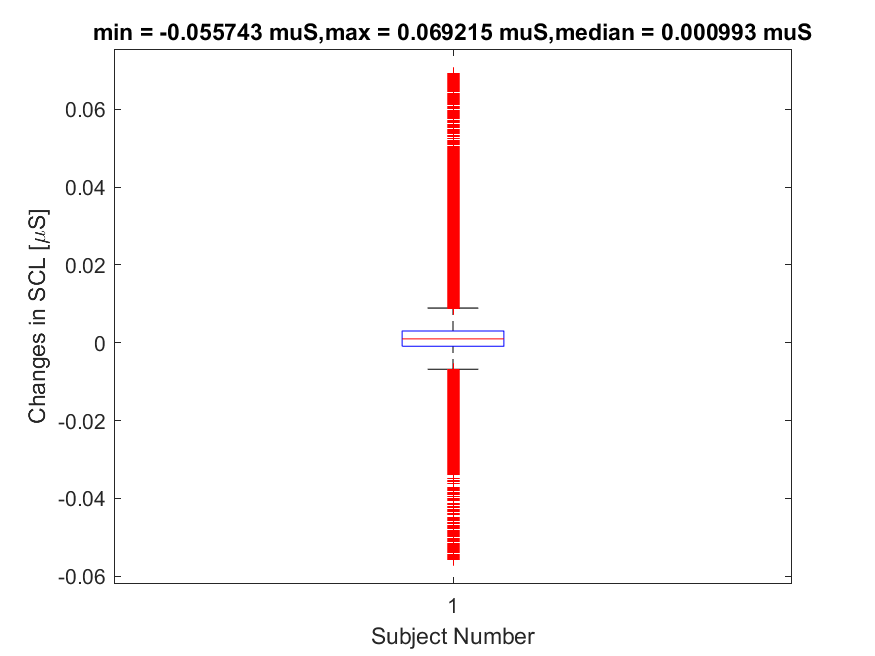 min = -0.055743 muS,max = 0.069215 muS,median = 0.000993 muS
Changes in SCL [μS]
0.06
0.04
0.02
0
-0.02
-0.04
-0.06
1
Subject Number